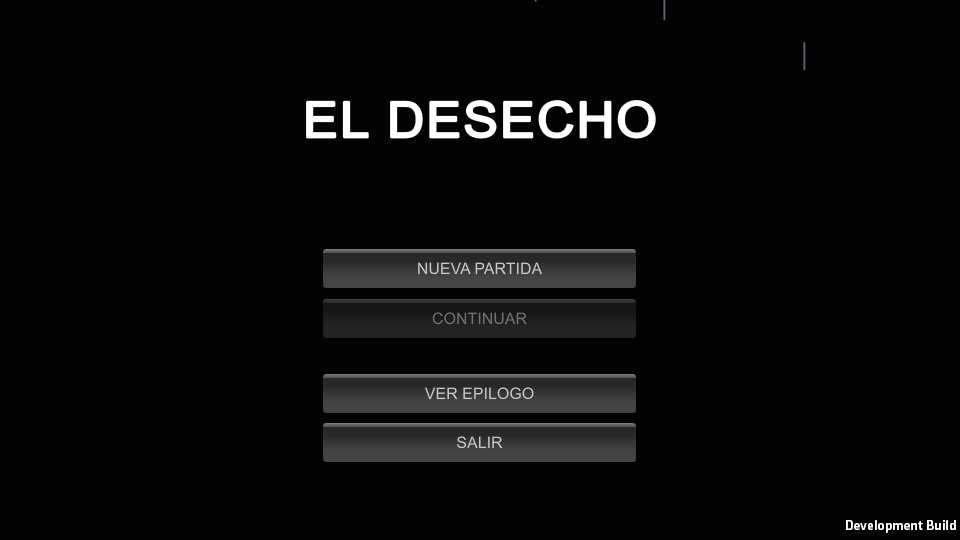 EL DESECHO
NUEVA PARTIDA
CONTINUAR
VER EPILOGO
SALIR
Development Build